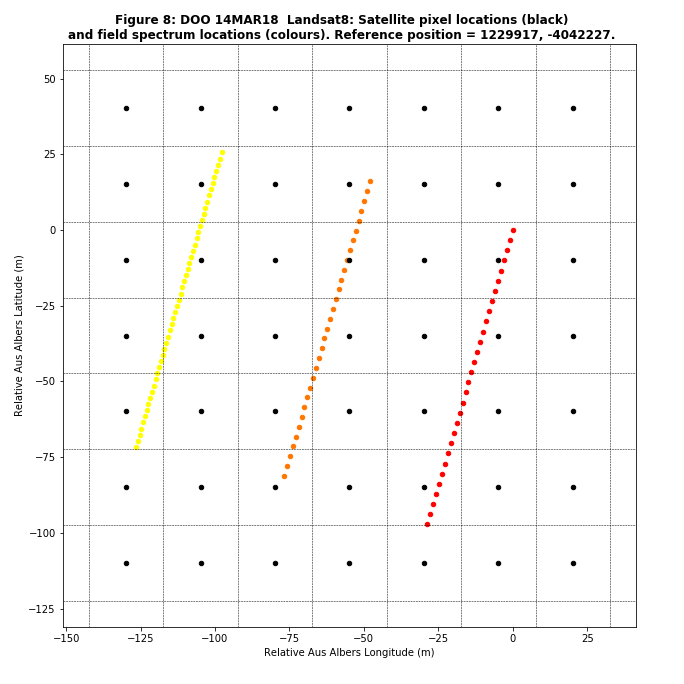 Figure 8: DOO 14MAR18  Landsat8: Satellite pixel locations (black)
and field spectrum locations (colours). Reference position = 1229917, -4042227.
50
25
0
−25
−50
−75
−100
−125
Relative Aus Albers Latitude (m)
−150 −125 −100 −75 −50 −25 0 25
Relative Aus Albers Longitude (m)